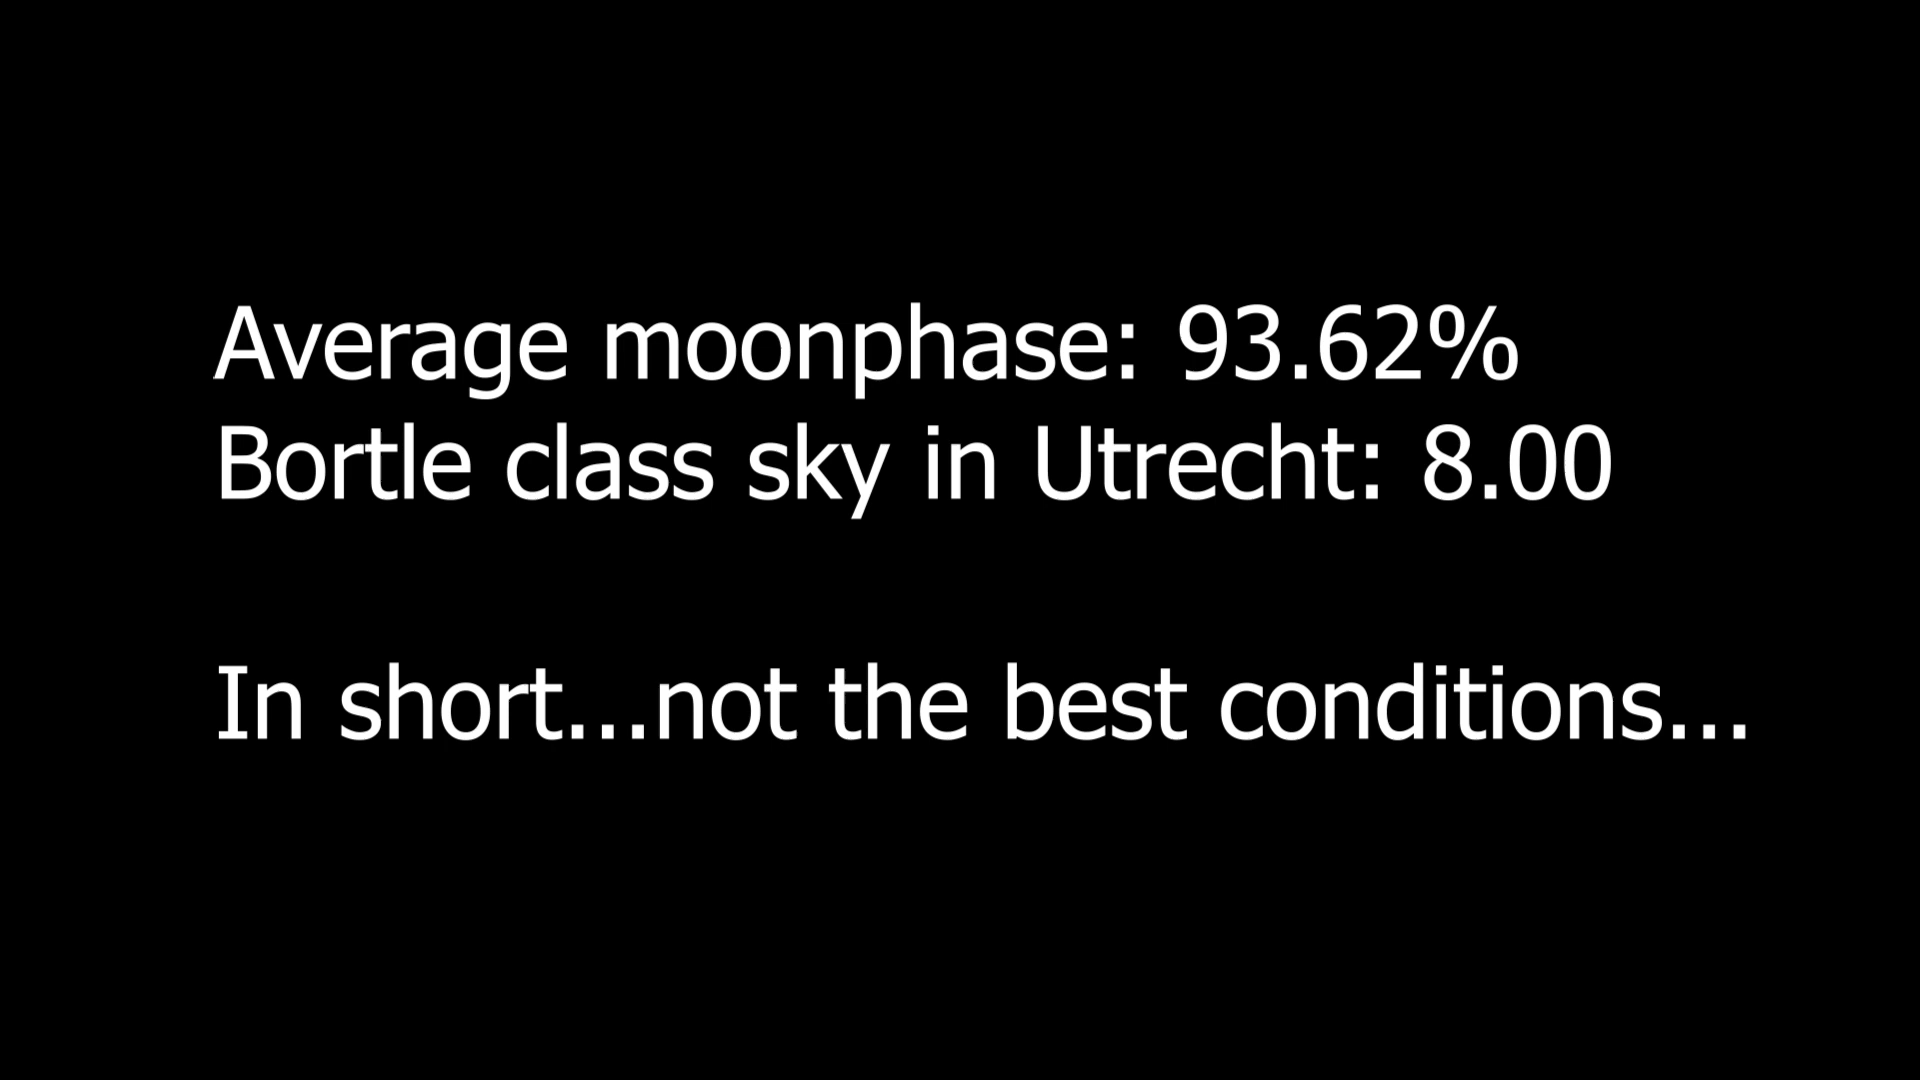 Average moonphase: 93.62%
Bortle class sky in Utrecht: 8.00
In short...not the best conditions...